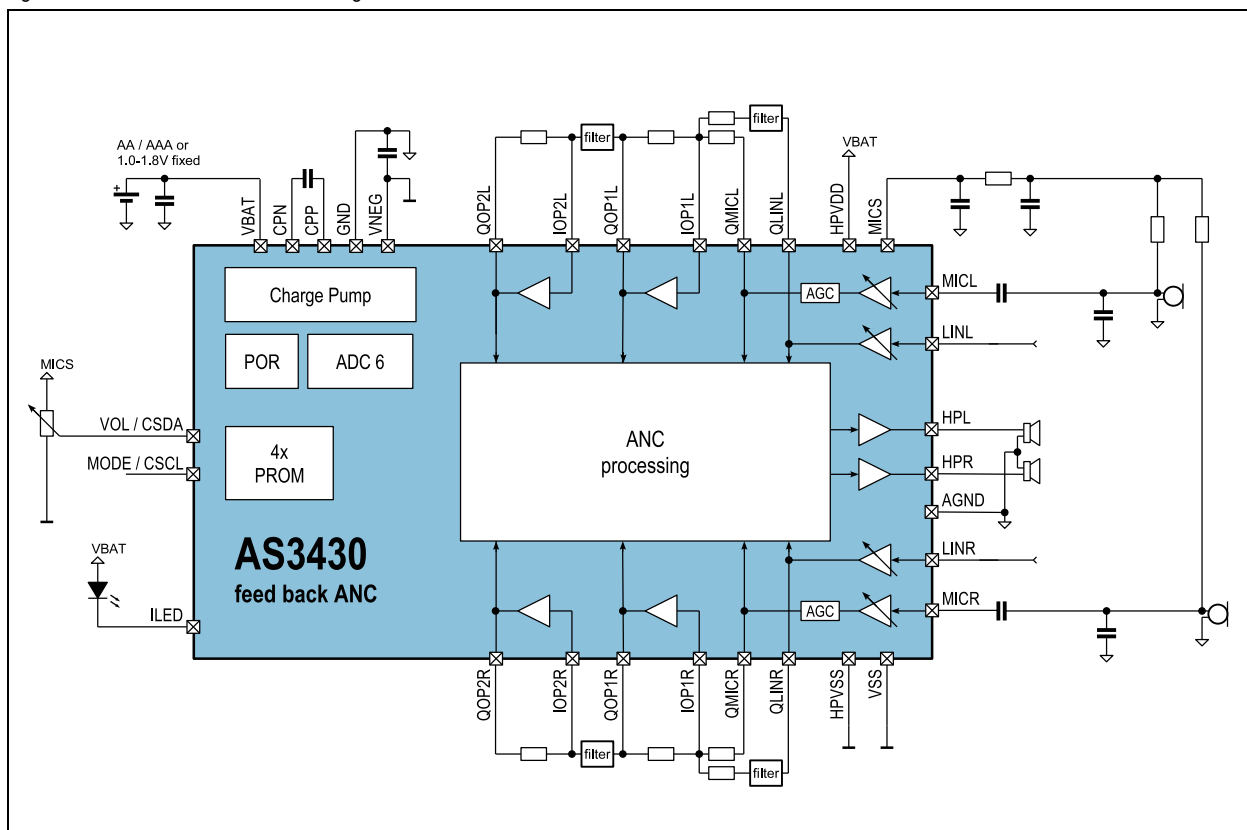 AA / AAA or
1.0-1.8V fixed
VBAT
CPN
CPP
GND
VNEG
QOP2L
filter
IOP2L
QOP1L
IOP1L
QMICL
filter
QLINL
VBAT
HPVDD
MICS
Charge Pump
POR
ADC 6
4x
PROM
AS3430
feed back ANC
MICS
VOL / CSDA
MODE / CSCL
VBAT
ILED
AGC
ANC
processing
AGC
MICL
LINL
HPL
HPR
AGND
LINR
MICR
QOP2R
IOP2R
filter
QOP1R
IOP1R
QMICR
filter
QLINR
HPVSS
VSS